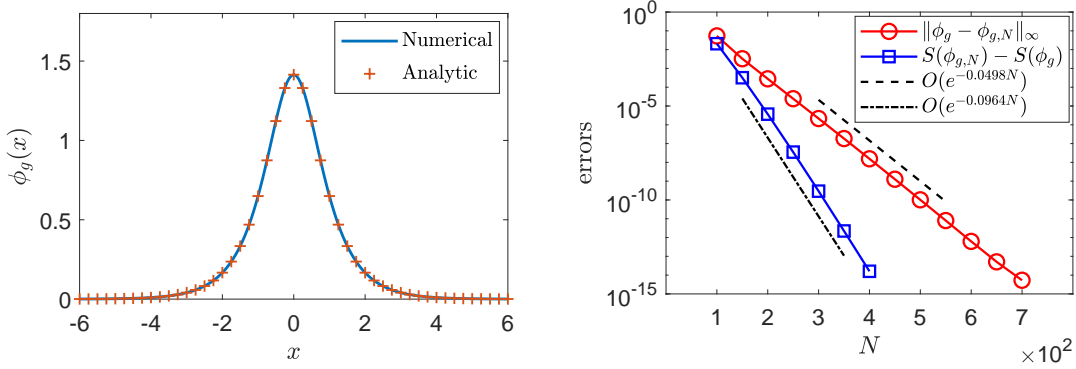 Numerical
Analytic
1.5
1
0.5
0
ϕ_g(x)
-6 -4 -2 0 2 4 6
x
‖ϕ_g - ϕ_{g,N}‖_∞
S(ϕ_{g,N}) - S(ϕ_g)
O(e^{-0.0498N})
O(e^{-0.0964N})
10^0
10^{-5}
10^{-10}
10^{-15}
errors
1 2 3 4 5 6 7
N
×10^2